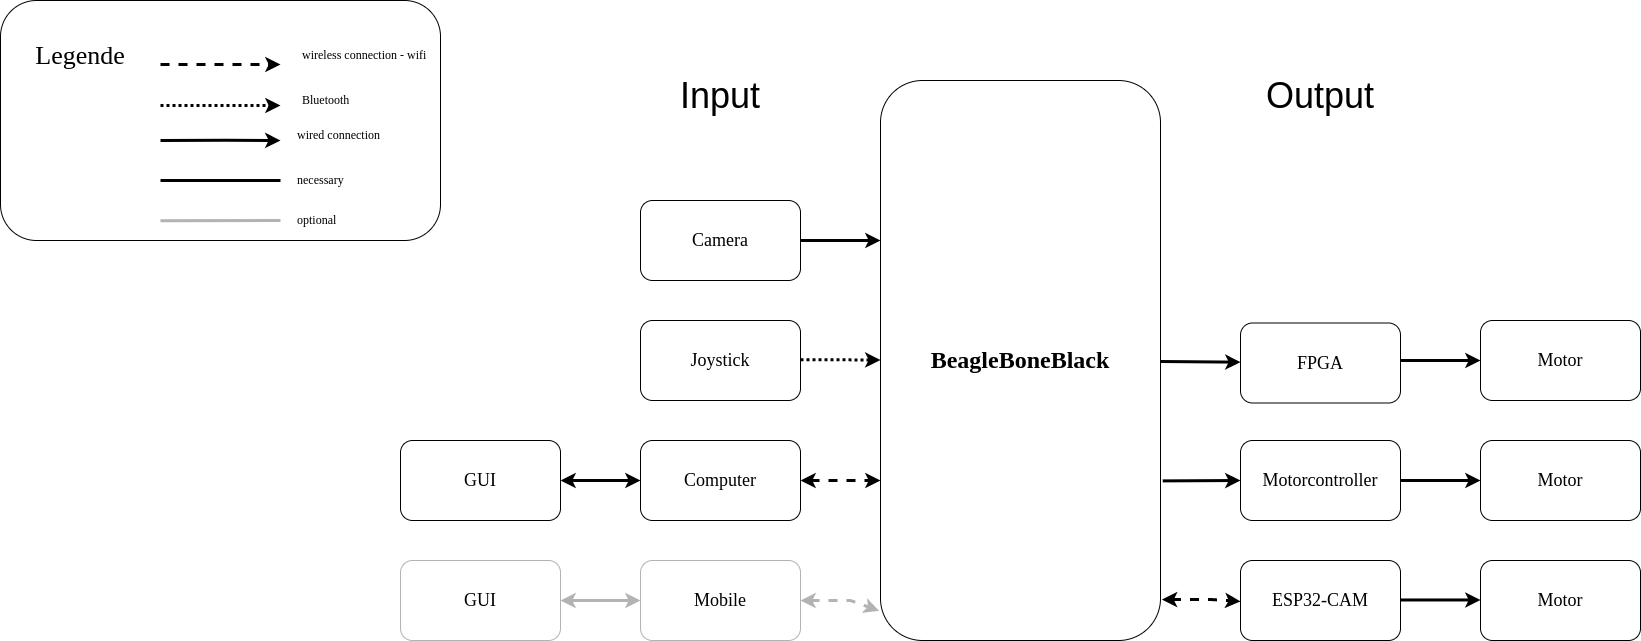 Legende
wireless connection - wifi
Bluetooth
wired connection
necessary
optional
Input
Output
Camera
Joystick
BeagleBoneBlack
FPGA
Motor
GUI
Computer
Motorcontroller
Motor
GUI
Mobile
ESP32-CAM
Motor